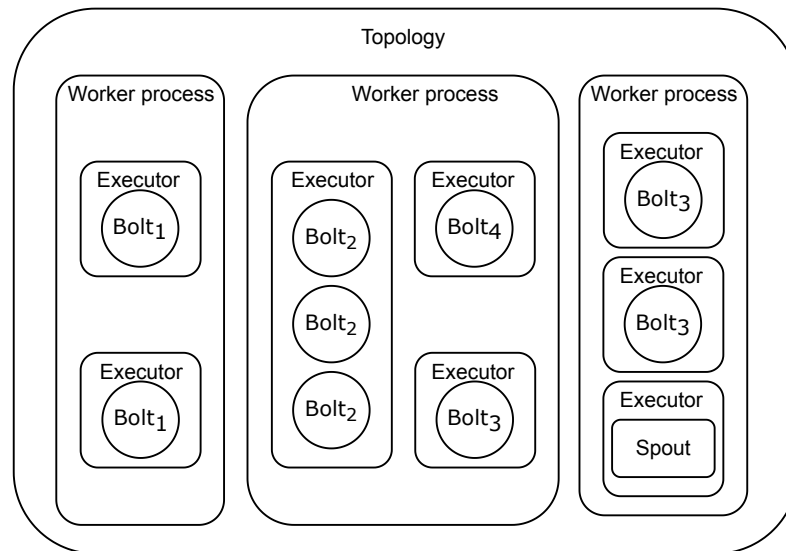 Topology
Worker process
Executor
Bolt1
Executor
Bolt1
Worker process
Executor
Bolt2
Bolt2
Bolt2
Executor
Bolt4
Executor
Bolt3
Worker process
Executor
Bolt3
Executor
Bolt3
Executor
Spout